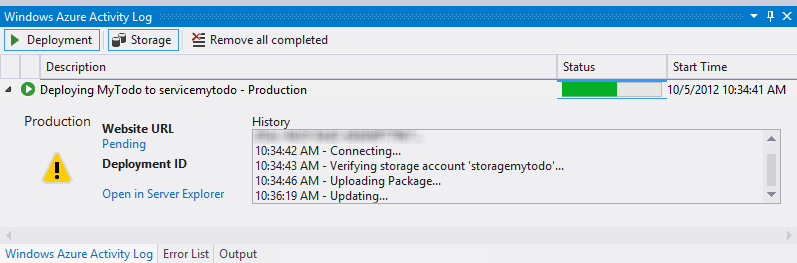 Windows Azure Activity Log
Deployment Storage Remove all completed
Description Status Start Time
Deploying MyTodo to servicemytodo - Production 10/5/2012 10:34:41 AM
Production
Website URL
Pending
Deployment ID
Open in Server Explorer
History
10:34:42 AM - Connecting...
10:34:43 AM - Verifying storage account 'storagemytodo'...
10:34:46 AM - Uploading Package...
10:36:19 AM - Updating...
Windows Azure Activity Log Error List Output